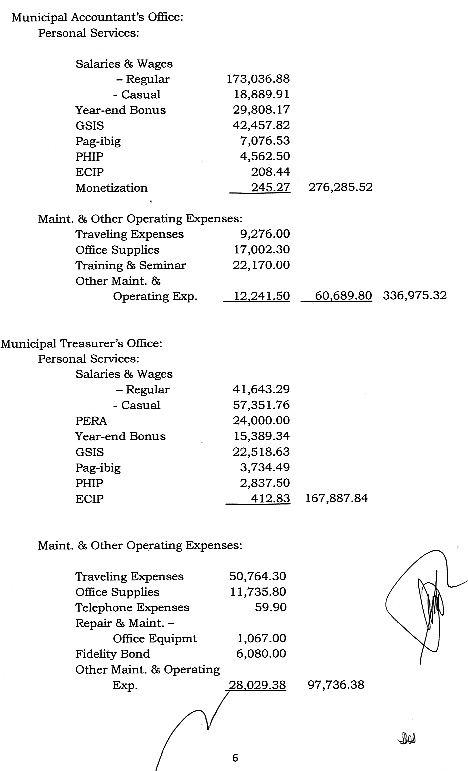 Municipal Accountant's Office:
Personal Services:
Salaries & Wages
– Regular 173,036.88
- Casual 18,889.91
Year-end Bonus 29,808.17
GSIS 42,457.82
Pag-ibig 7,076.53
PHIP 4,562.50
ECIP 208.44
Monetization 245.27 276,285.52
Maint. & Other Operating Expenses:
Traveling Expenses 9,276.00
Office Supplies 17,002.30
Training & Seminar 22,170.00
Other Maint. &
Operating Exp. 12,241.50 60,689.80 336,975.32
Municipal Treasurer's Office:
Personal Services:
Salaries & Wages
– Regular 41,643.29
- Casual 57,351.76
PERA 24,000.00
Year-end Bonus 15,389.34
GSIS 22,518.63
Pag-ibig 3,734.49
PHIP 2,837.50
ECIP 412.83 167,887.84
Maint. & Other Operating Expenses:
Traveling Expenses 50,764.30
Office Supplies 11,735.80
Telephone Expenses 59.90
Repair & Maint. –
Office Equipmt 1,067.00
Fidelity Bond 6,080.00
Other Maint. & Operating
Exp. 28,029.38 97,736.38
6